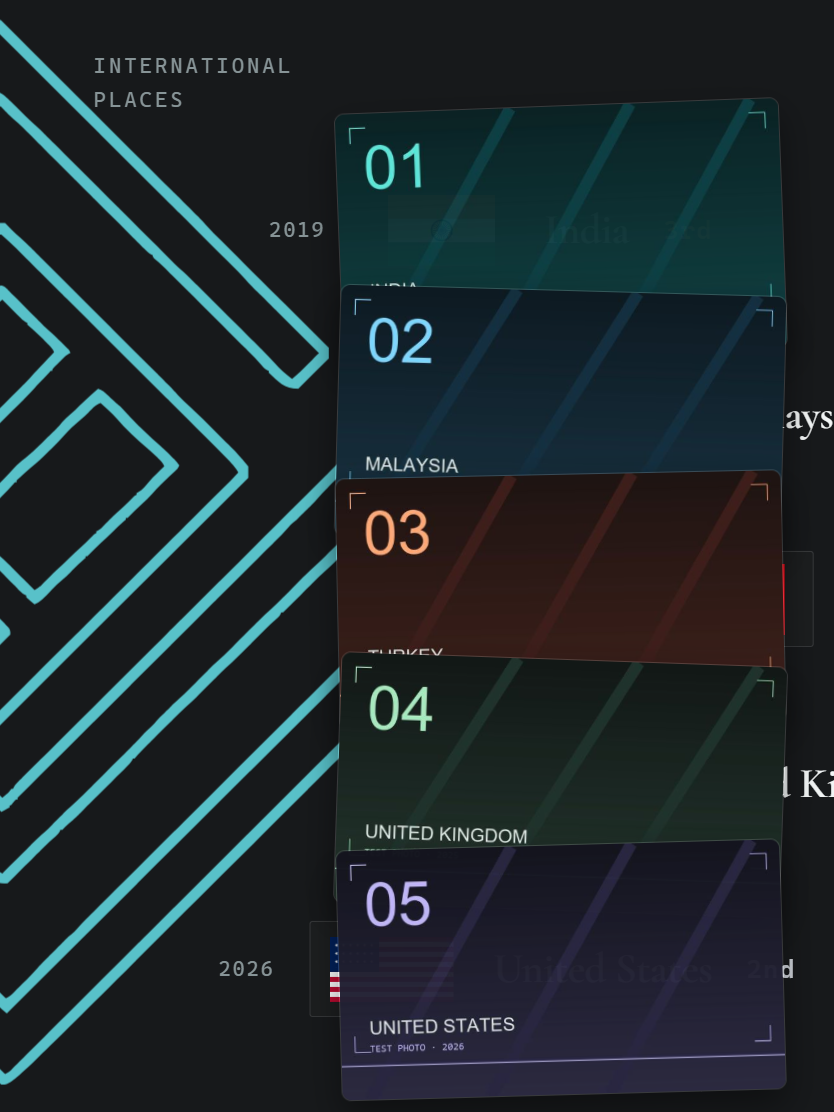 INTERNATIONAL
PLACES
01
2019
India
INDIA
02
MALAYSIA
03
TURKEY
04
UNITED KINGDOM
d Ki
05
2026
United States
2nd
UNITED STATES
TEST PHOTO · 2026